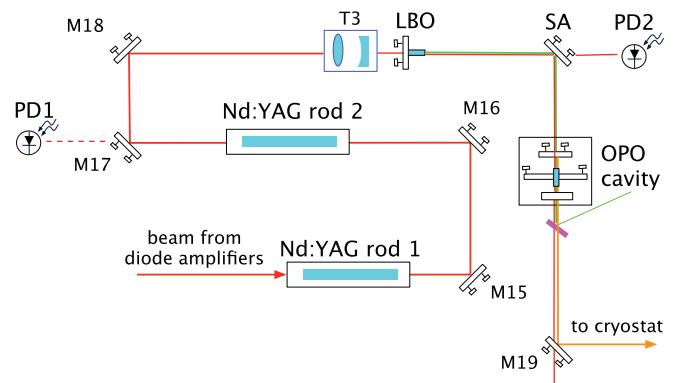 M18
T3
LBO
SA
PD2
PD1
M17
Nd:YAG rod 2
M16
OPO
cavity
beam from
diode amplifiers
Nd:YAG rod 1
M15
to cryostat
M19